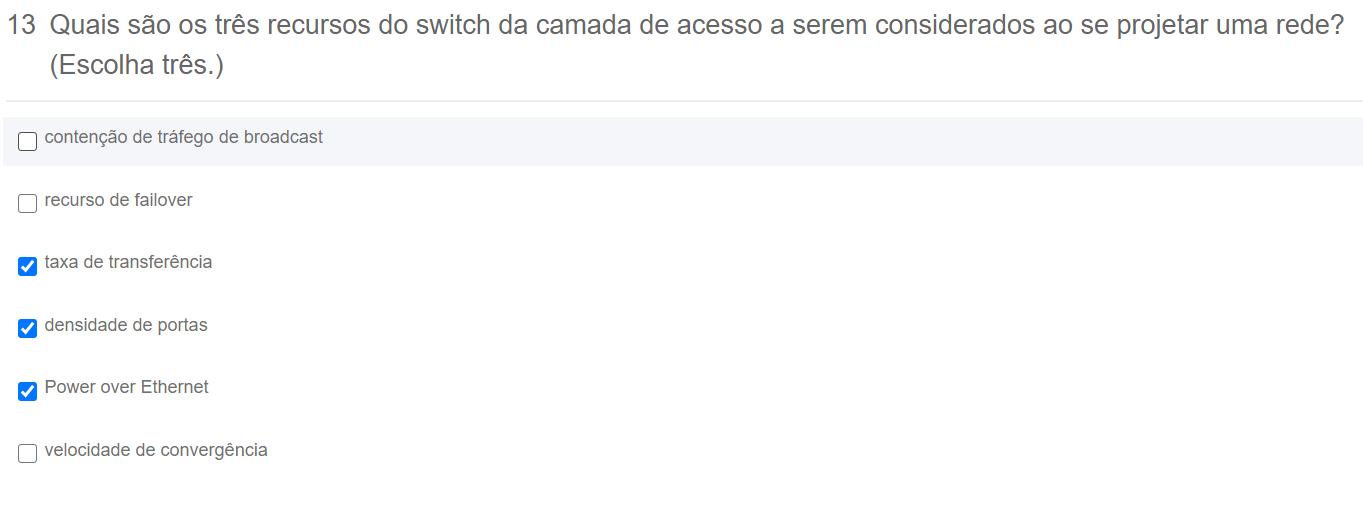 13 Quais são os três recursos do switch da camada de acesso a serem considerados ao se projetar uma rede?
(Escolha três.)
contenção de tráfego de broadcast
recurso de failover
taxa de transferência
densidade de portas
Power over Ethernet
velocidade de convergência